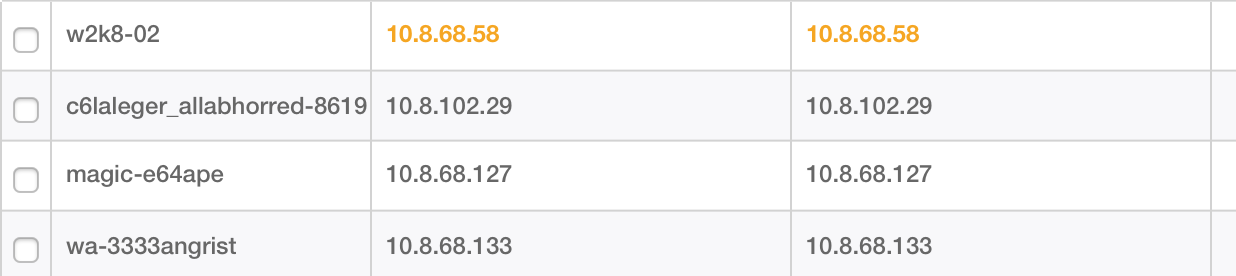 w2k8-02 10.8.68.58 10.8.68.58
c6laleger_allabhorred-8619 10.8.102.29 10.8.102.29
magic-e64ape 10.8.68.127 10.8.68.127
wa-3333angrist 10.8.68.133 10.8.68.133